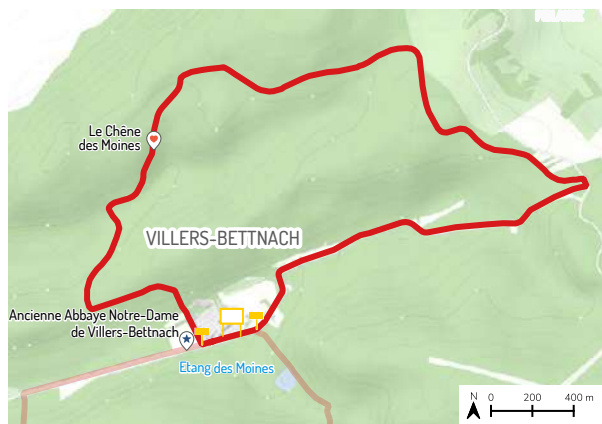 Le Chêne
des Moines
VILLERS-BETTNACH
Ancienne Abbaye Notre-Dame
de Villers-Bettnach
Etang des Moines
N 0 200 400 m